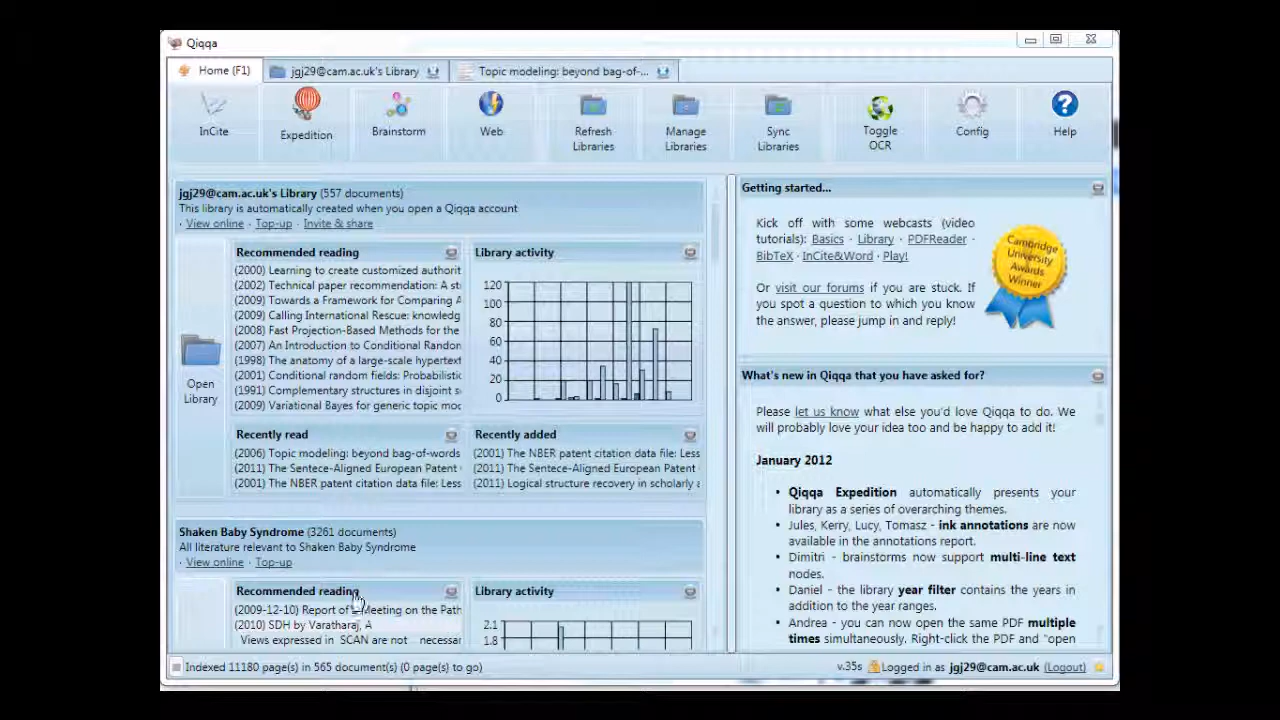 Qiqqa
Home (F1)
jgj29@cam.ac.uk's Library
Topic modeling: beyond bag-of-...
InCite
Expedition
Brainstorm
Web
Refresh
Libraries
Manage
Libraries
Sync
Libraries
Toggle
OCR
Config
Help
jgj29@cam.ac.uk's Library (557 documents)
This library is automatically created when you open a Qiqqa account
· View online · Top-up · Invite & share
Open
Library
Recommended reading
(2000) Learning to create customized authorit
(2002) Technical paper recommendation: A st
(2009) Towards a Framework for Comparing A
(2009) Calling International Rescue: knowledg
(2008) Fast Projection-Based Methods for the
(2007) An Introduction to Conditional Randon
(1998) The anatomy of a large-scale hypertext
(2001) Conditional random fields: Probabilistic
(1991) Complementary structures in disjoint s
(2009) Variational Bayes for generic topic moc
Library activity
120
100
80
60
40
20
0
Recently read
(2006) Topic modeling: beyond bag-of-words
(2011) The Sentece-Aligned European Patent
(2001) The NBER patent citation data file: Less
Recently added
(2001) The NBER patent citation data file: Less
(2011) The Sentece-Aligned European Patent
(2011) Logical structure recovery in scholarly a
Shaken Baby Syndrome (3261 documents)
All literature relevant to Shaken Baby Syndrome
· View online · Top-up
Recommended reading
(2009-12-10) Report of a Meeting on the Path
(2010) SDH by Varatharaj, A
Views expressed in SCAN are not necessar
Library activity
2.1
1.8
Getting started...
Kick off with some webcasts (video
tutorials): Basics · Library · PDFReader ·
BibTeX · InCite&Word · Play!
Or visit our forums if you are stuck. If
you spot a question to which you know
the answer, please jump in and reply!
Cambridge
University
Awards
Winner
What's new in Qiqqa that you have asked for?
Please let us know what else you'd love Qiqqa to do. We
will probably love your idea too and be happy to add it!
January 2012
• Qiqqa Expedition automatically presents your
library as a series of overarching themes.
• Jules, Kerry, Lucy, Tomasz - ink annotations are now
available in the annotations report.
• Dimitri - brainstorms now support multi-line text
nodes.
• Daniel - the library year filter contains the years in
addition to the year ranges.
• Andrea - you can now open the same PDF multiple
times simultaneously. Right-click the PDF and "open
Indexed 11180 page(s) in 565 document(s) (0 page(s) to go)
v.35s
Logged in as jgj29@cam.ac.uk (Logout)